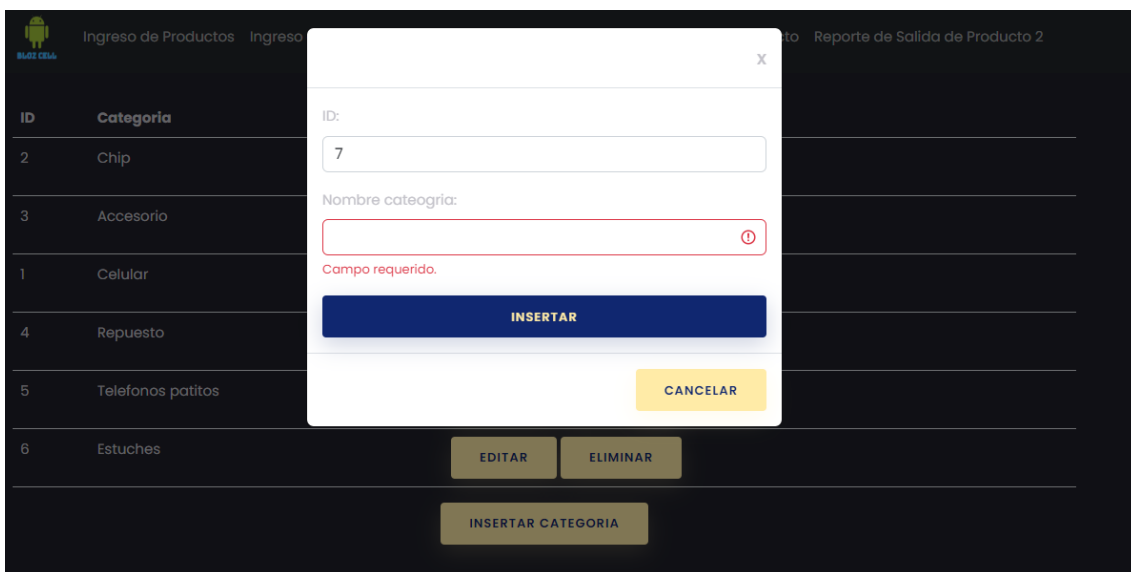 BLOZ CELL
Ingreso de Productos Ingreso to Reporte de Salida de Producto 2
X
ID Categoria
ID:
7
2 Chip
Nombre cateogria:
3 Accesorio
Campo requerido.
1 Celular
INSERTAR
4 Repuesto
5 Telefonos patitos
CANCELAR
6 Estuches
EDITAR ELIMINAR
INSERTAR CATEGORIA